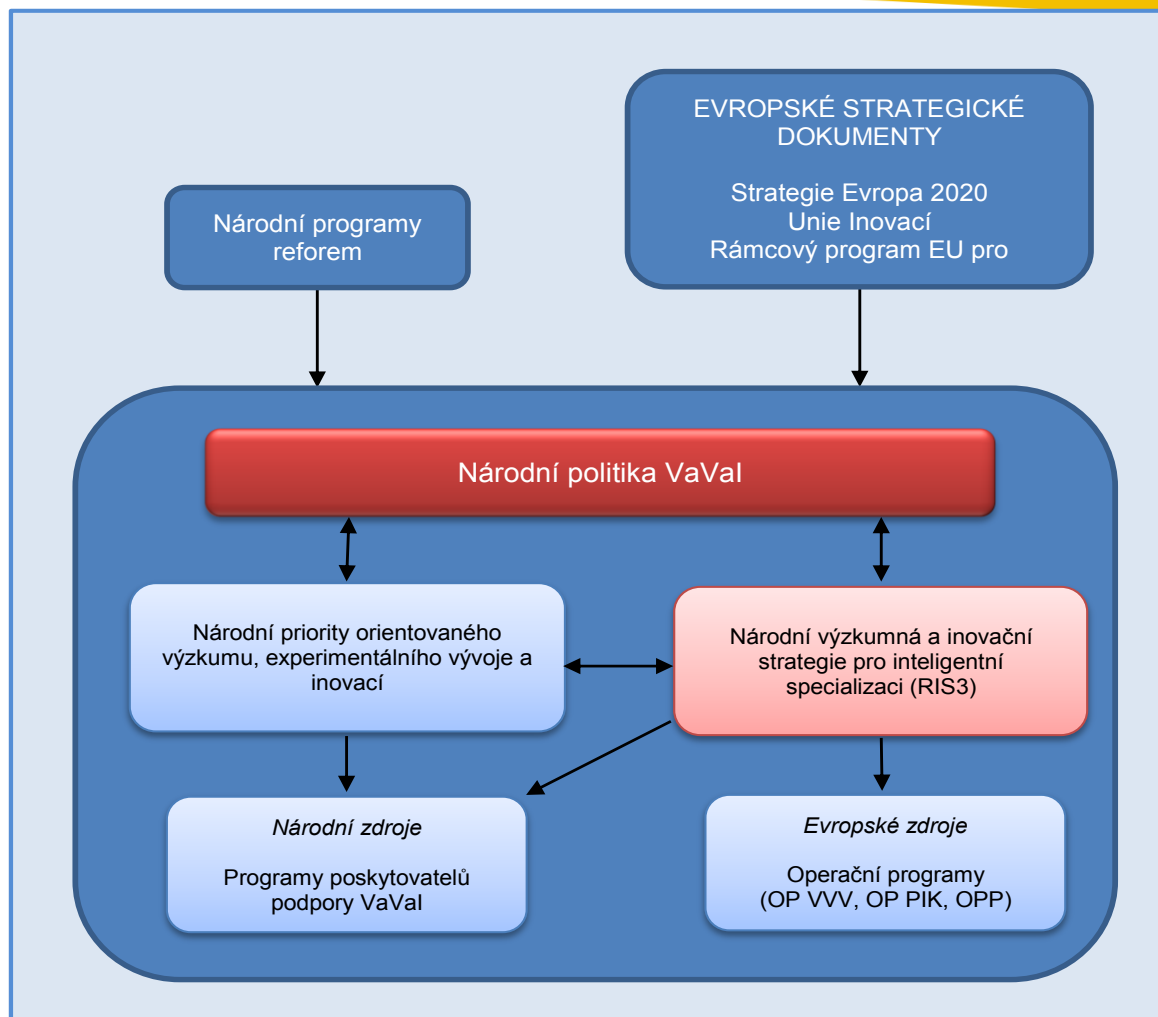 EVROPSKÉ STRATEGICKÉ
DOKUMENTY
Strategie Evropa 2020
Unie Inovací
Rámcový program EU pro
Národní programy
reforem
Národní politika VaVaI
Národní priority orientovaného
výzkumu, experimentálního vývoje a
inovací
Národní výzkumná a inovační
strategie pro inteligentní
specializaci (RIS3)
Národní zdroje
Programy poskytovatelů
podpory VaVaI
Evropské zdroje
Operační programy
(OP VVV, OP PIK, OPP)